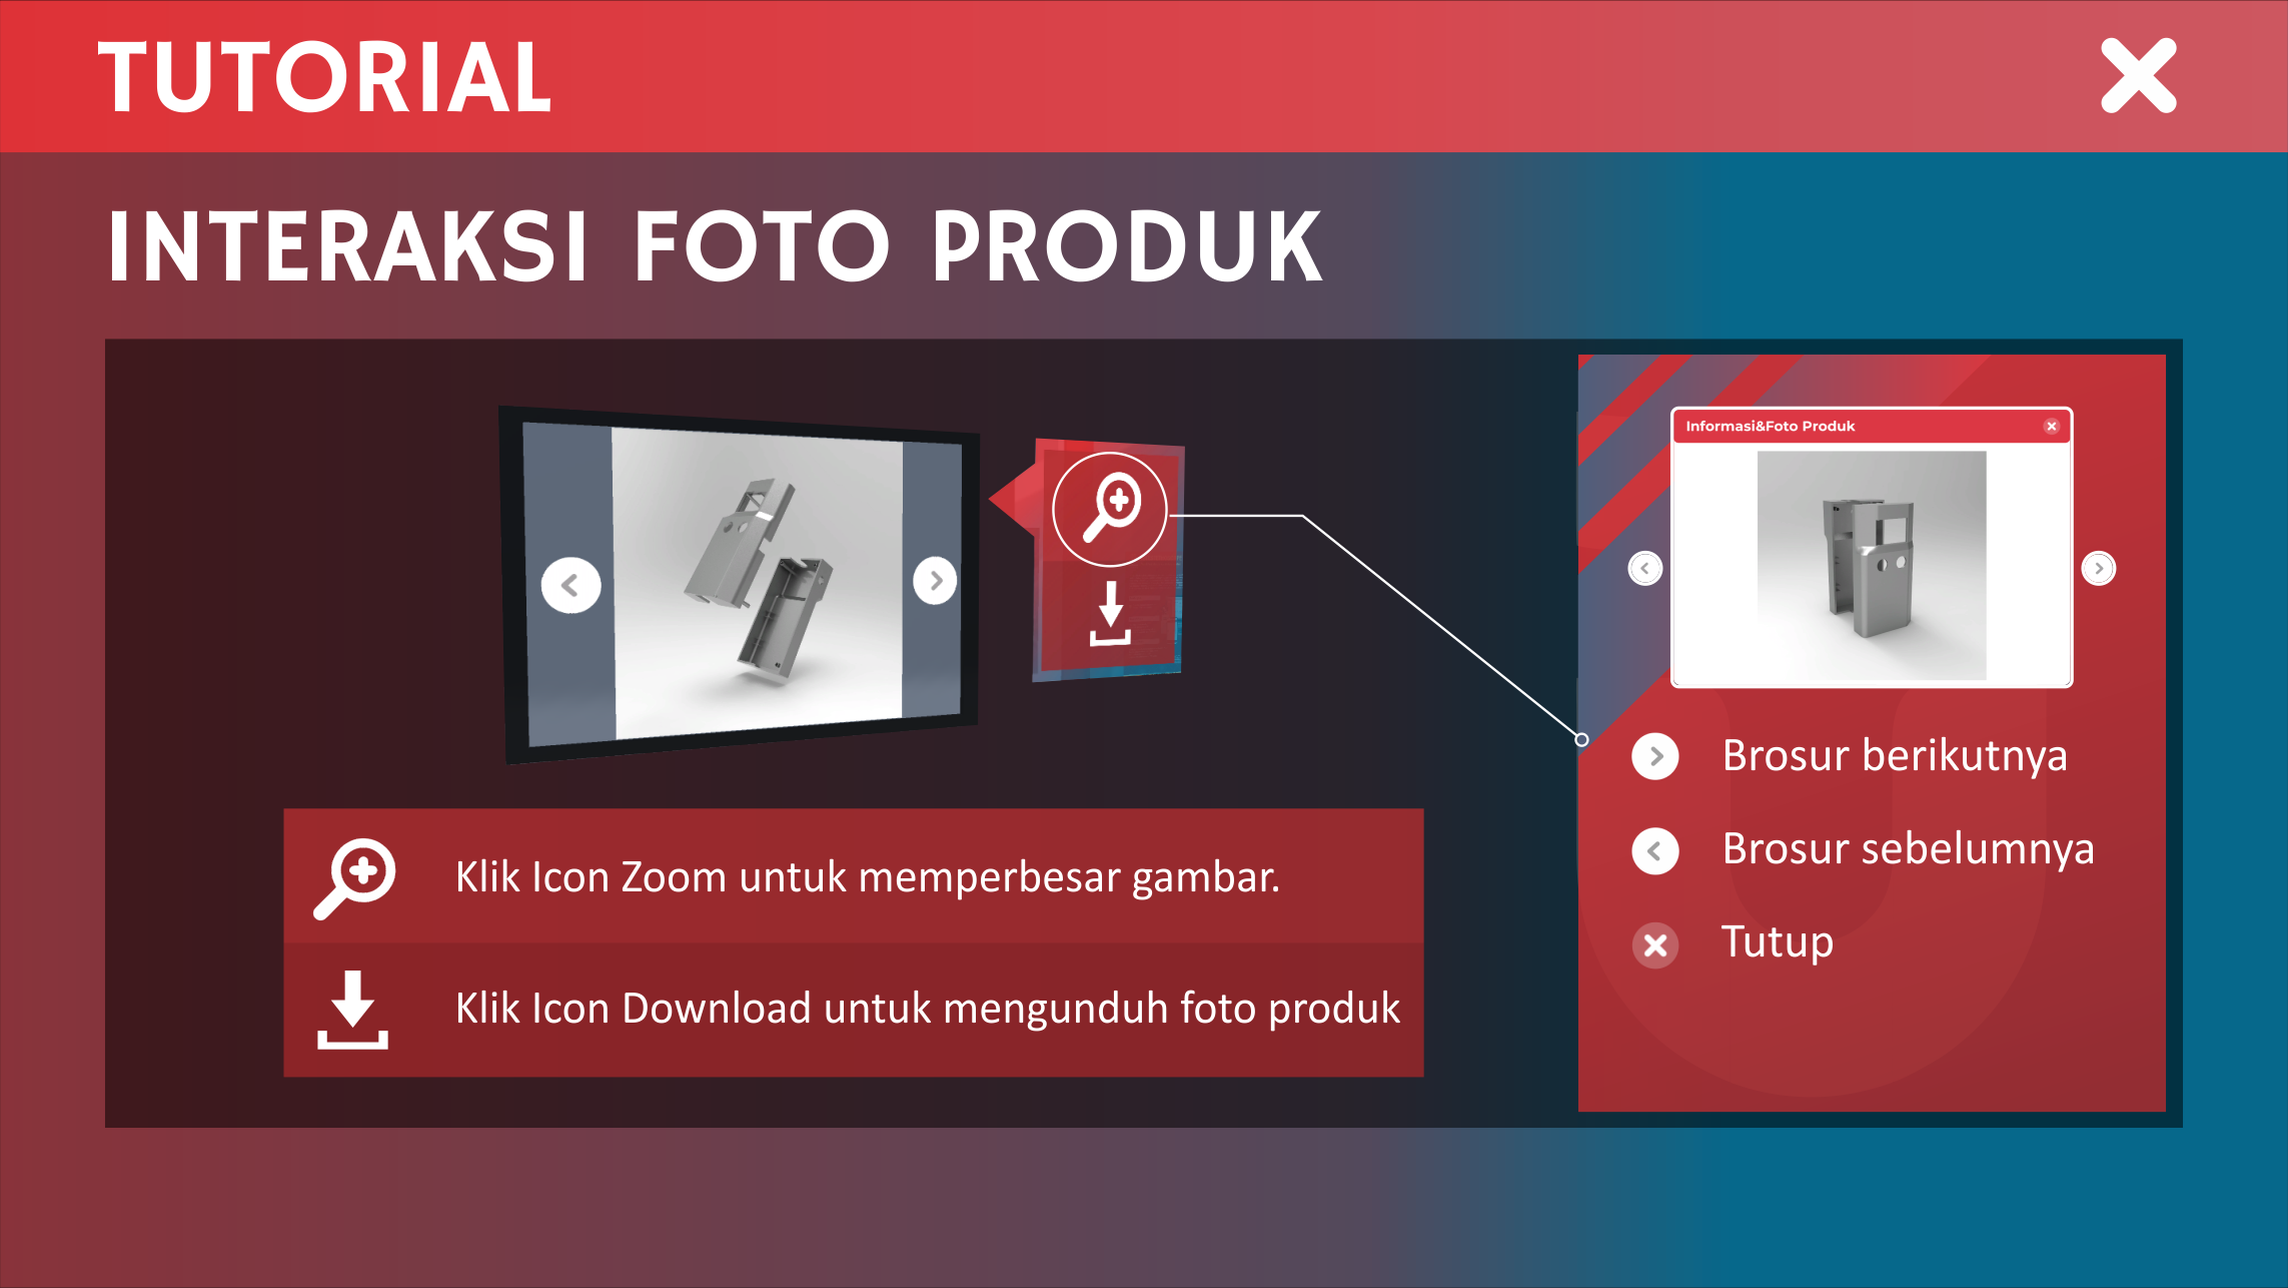 TUTORIAL
INTERAKSI FOTO PRODUK
Informasi&Foto Produk
Brosur berikutnya
Brosur sebelumnya
Tutup
Klik Icon Zoom untuk memperbesar gambar.
Klik Icon Download untuk mengunduh foto produk